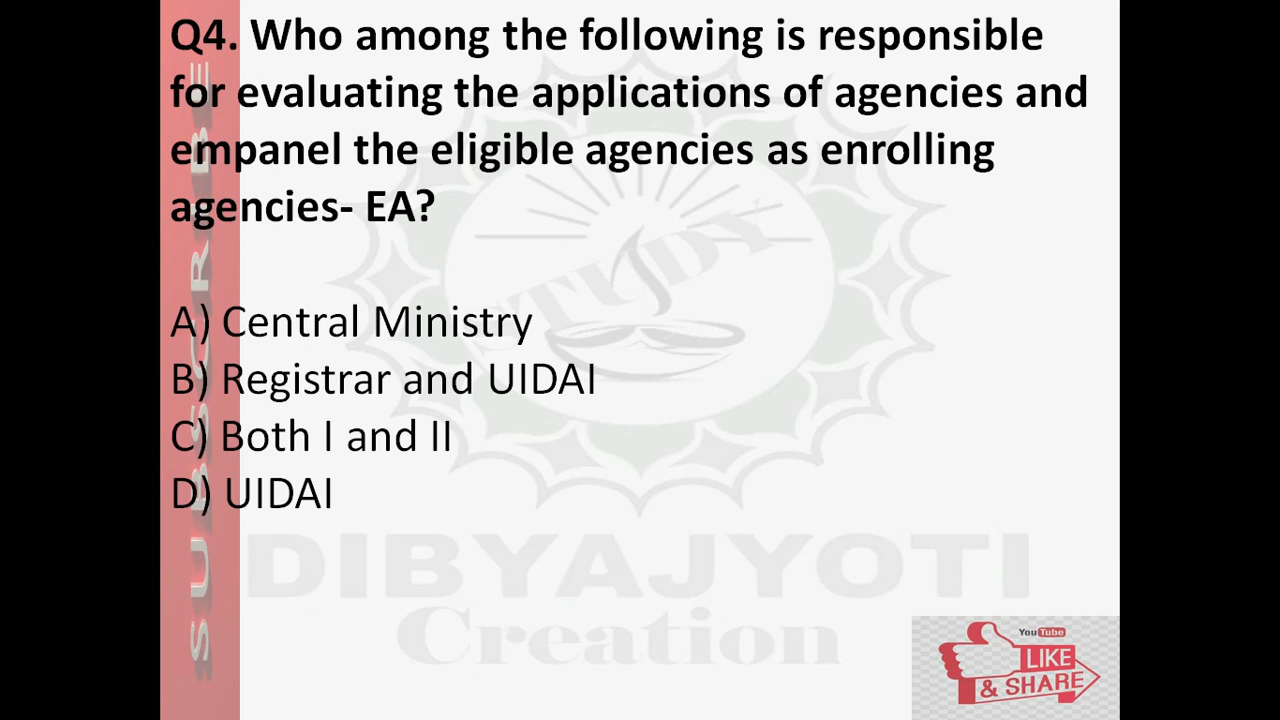 Q4. Who among the following is responsible
for evaluating the applications of agencies and
empanel the eligible agencies as enrolling
agencies- EA?
A) Central Ministry
B) Registrar and UIDAI
C) Both I and II
D) UIDAI
SUBSCRIBE
STUDY
DIBYAJYOTI
Creation
YouTube
LIKE
& SHARE